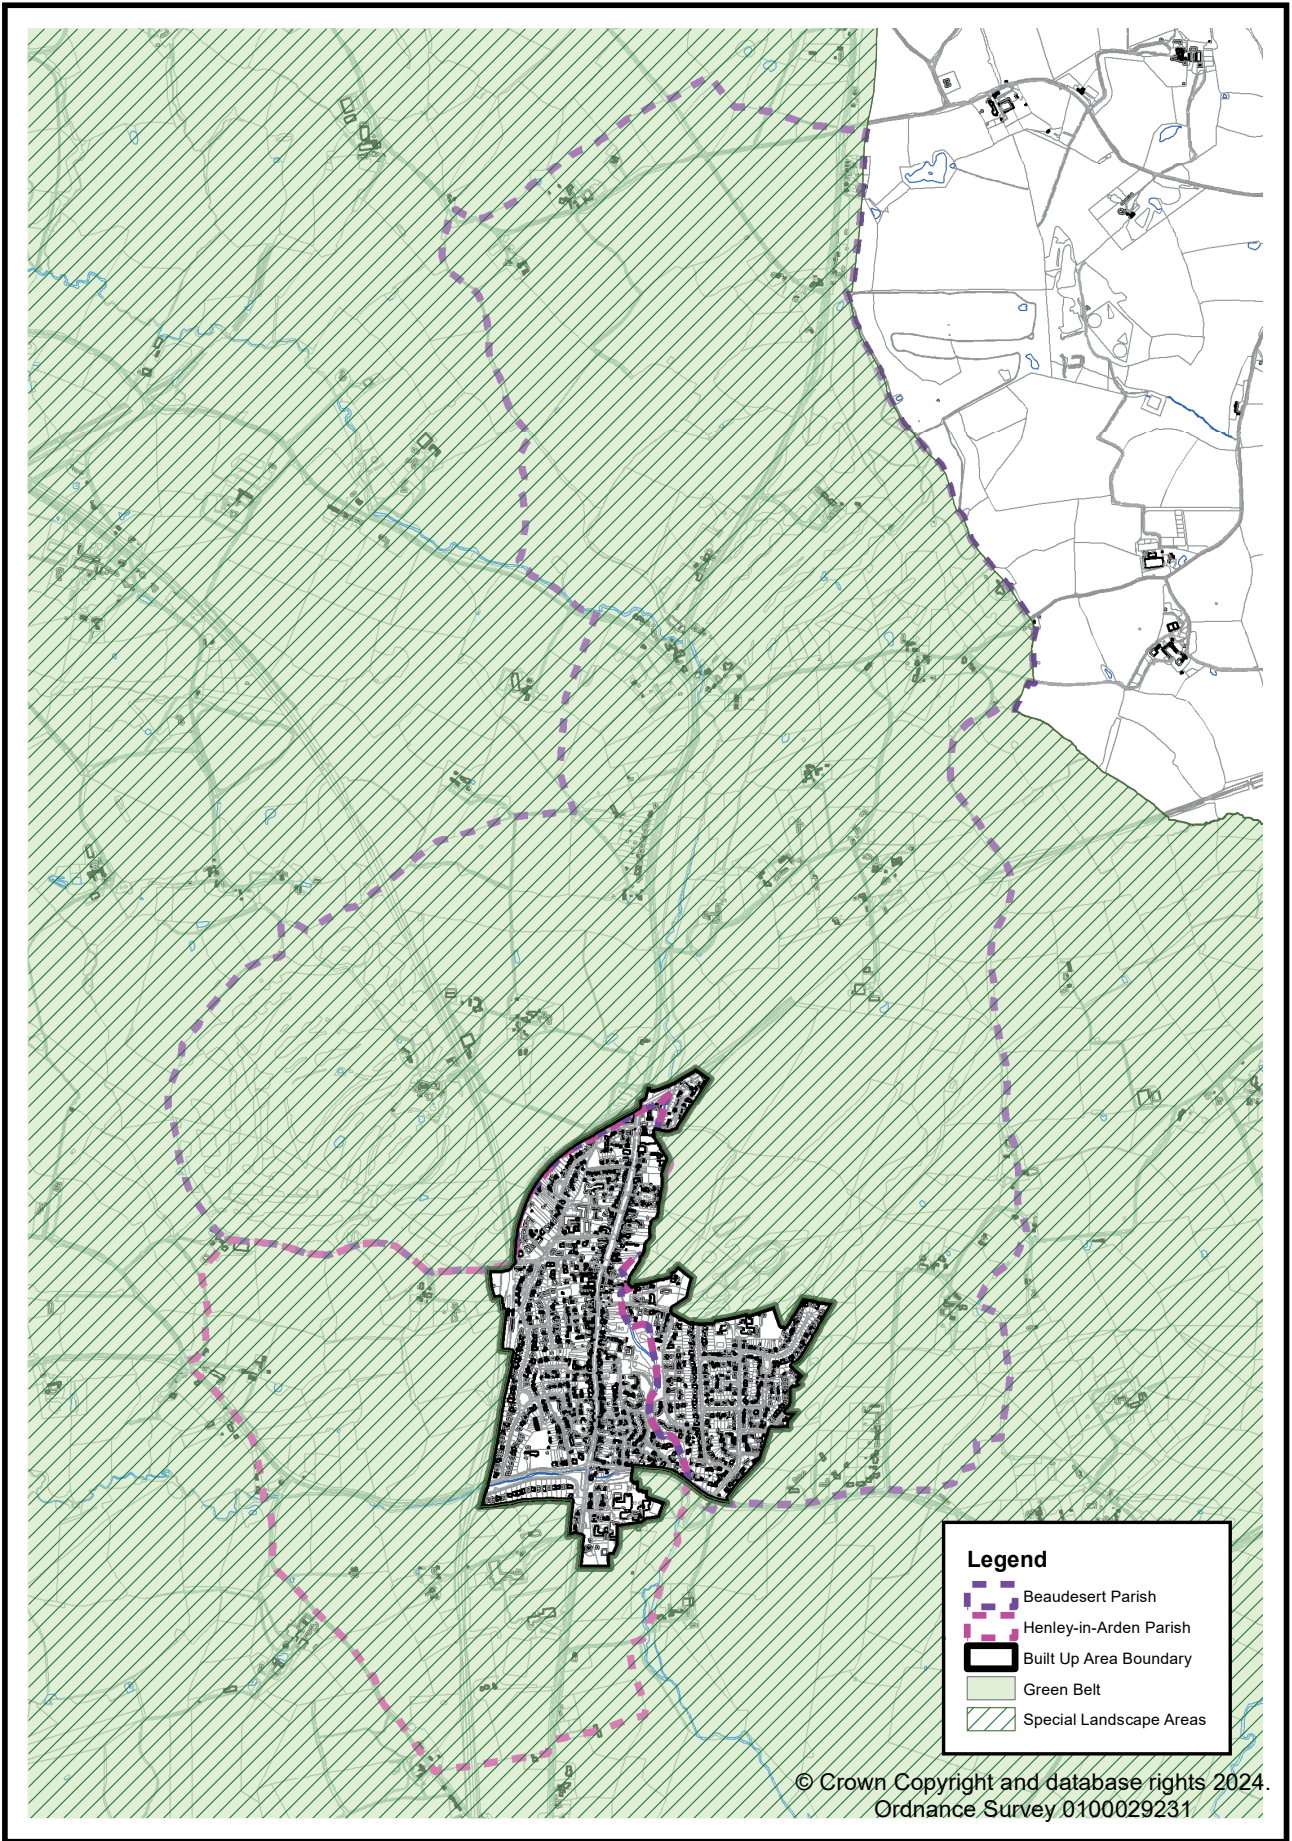 Legend
Beaudesert Parish
Henley-in-Arden Parish
Built Up Area Boundary
Green Belt
Special Landscape Areas
© Crown Copyright and database rights 2024.
Ordnance Survey 0100029231